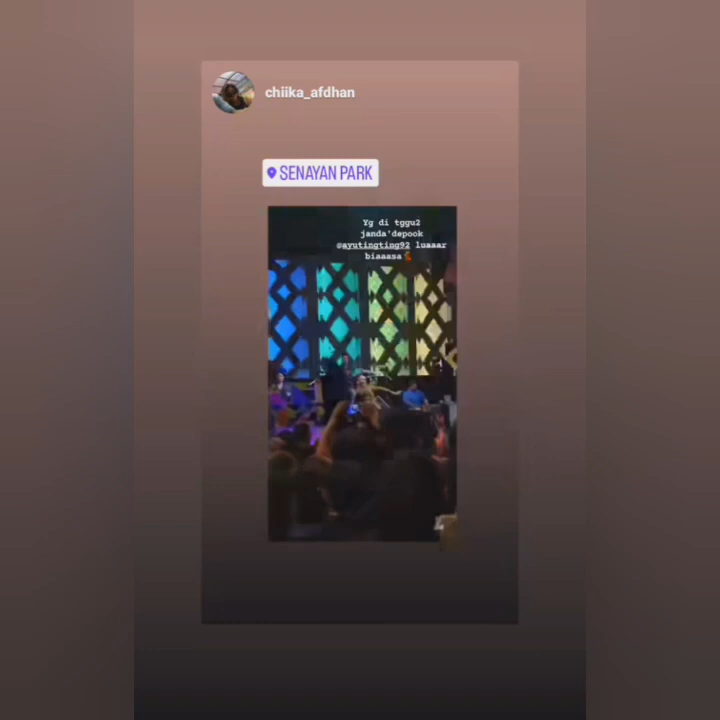 chiika_afdhan
SENAYAN PARK
Yg di tggu2
janda'depook
@ayutingting92 luaaar
biaaasa